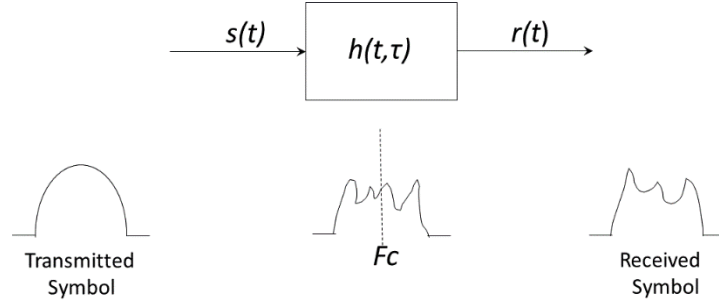 s(t)
h(t,τ)
r(t)
Fc
Transmitted
Symbol
Received
Symbol